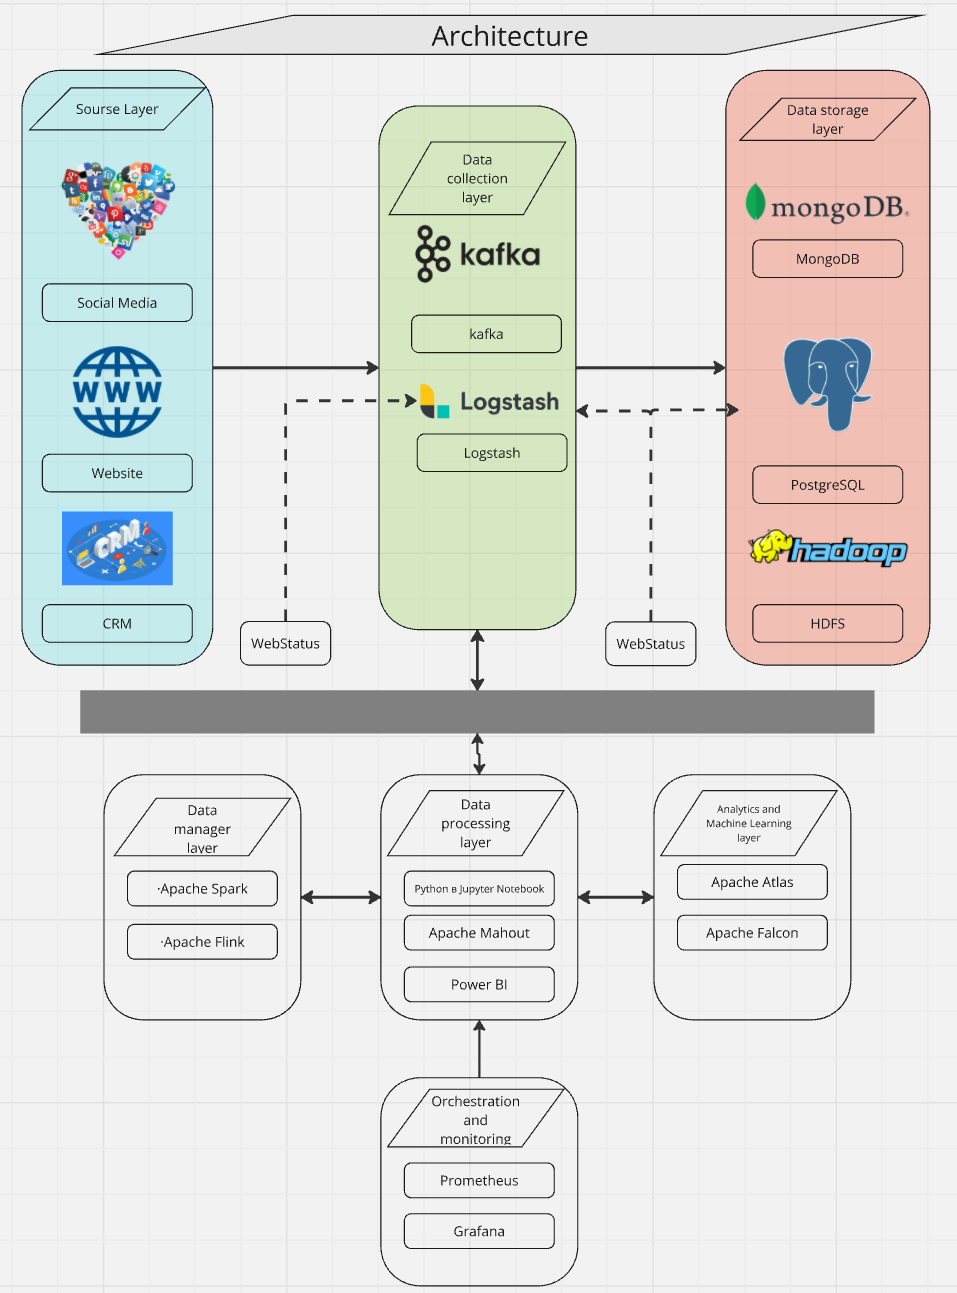 Architecture
Sourse Layer
Social Media
WWW
Website
CRM
CRM
Data
collection
layer
kafka
kafka
Logstash
Logstash
Data storage
layer
mongoDB®
MongoDB
PostgreSQL
hadoop
HDFS
WebStatus
WebStatus
Data
manager
layer
·Apache Spark
·Apache Flink
Data
processing
layer
Python в Jupyter Notebook
Apache Mahout
Power BI
Analytics and
Machine Learning
layer
Apache Atlas
Apache Falcon
Orchestration
and
monitoring
Prometheus
Grafana